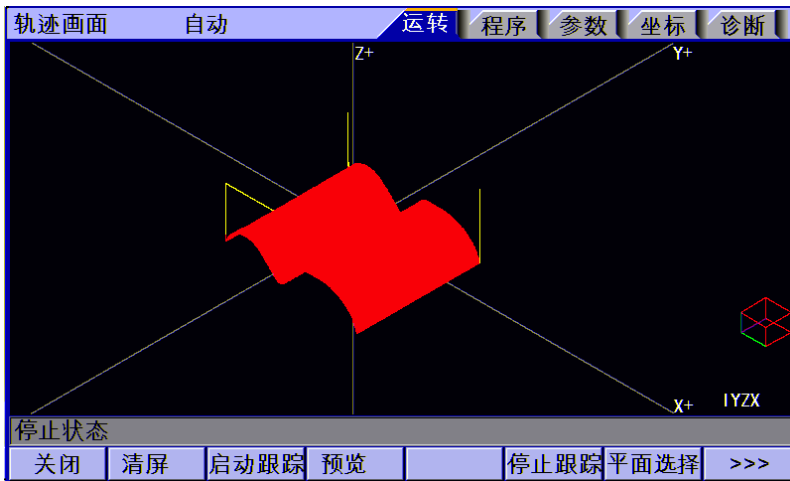 轨迹画面 自动 运转 程序 参数 坐标 诊断
Z+ Y+
X+ IYZX
停止状态
关闭 清屏 启动跟踪 预览 停止跟踪 平面选择 >>>